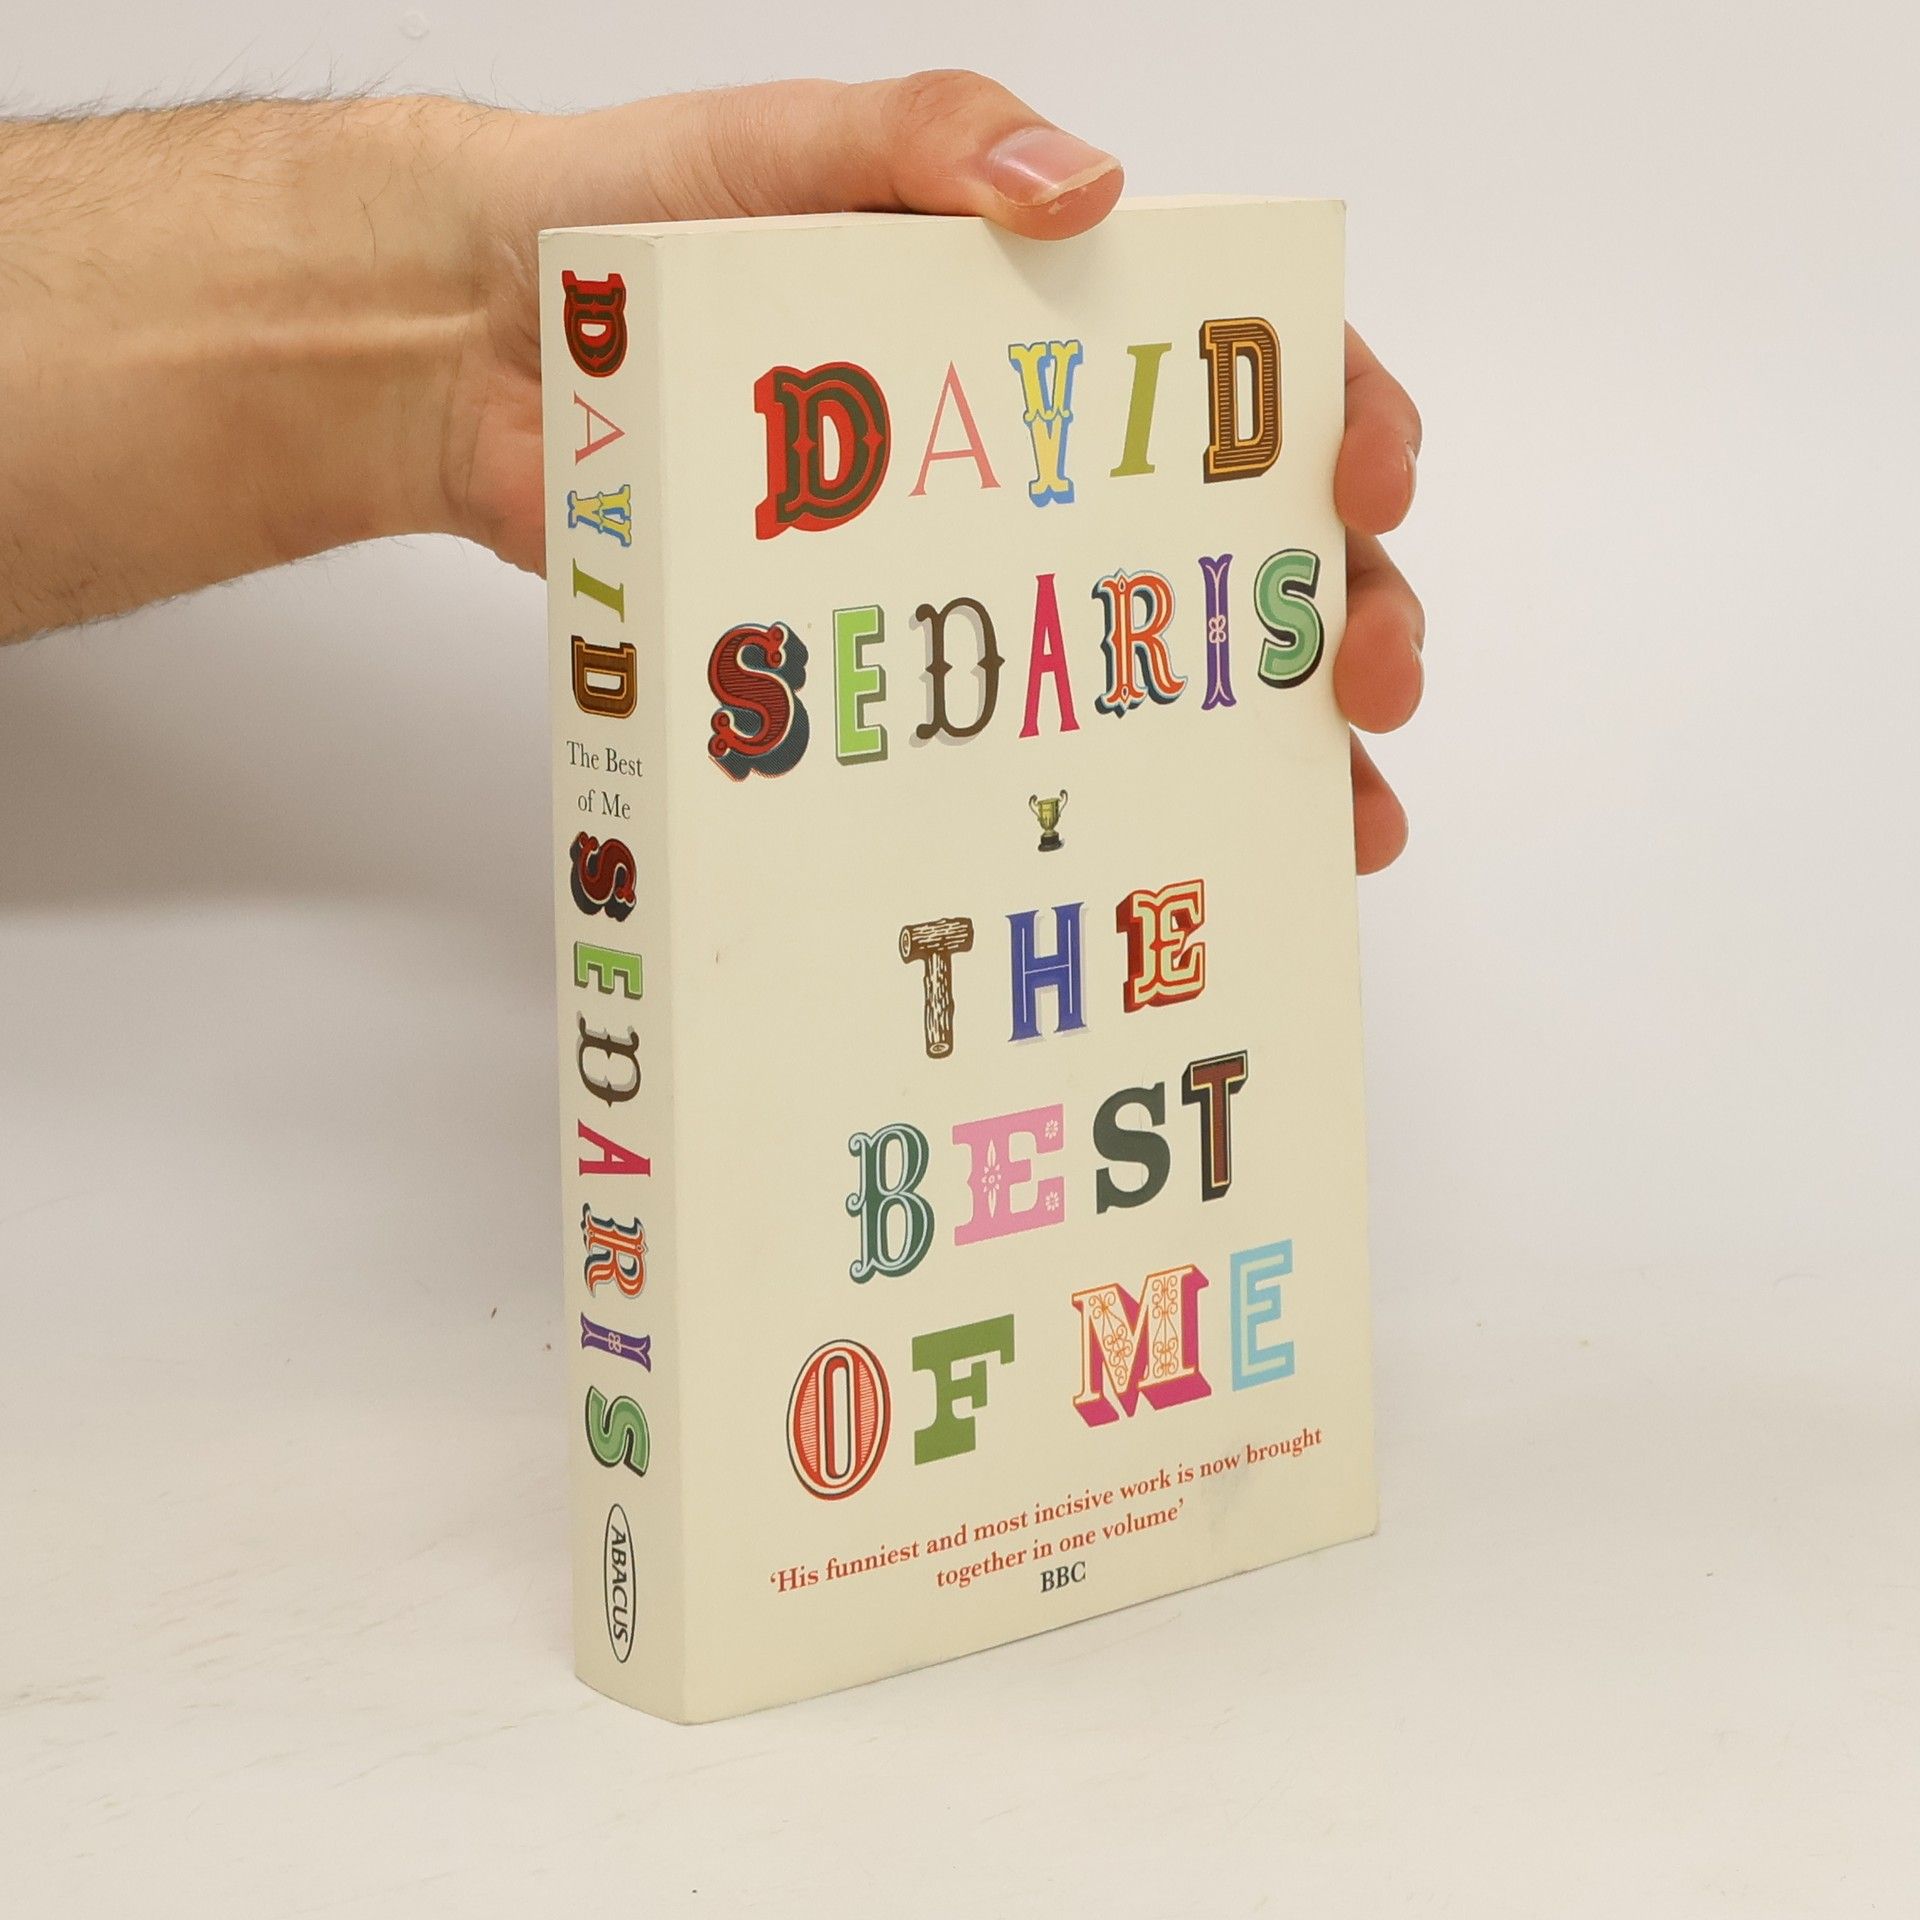 DAVID
The Best
of Me
SEDARIS
ABACUS
DAVID
SEDARIS
THE
BEST
OF ME
‘His funniest and most incisive work is now brought
together in one volume’
BBC